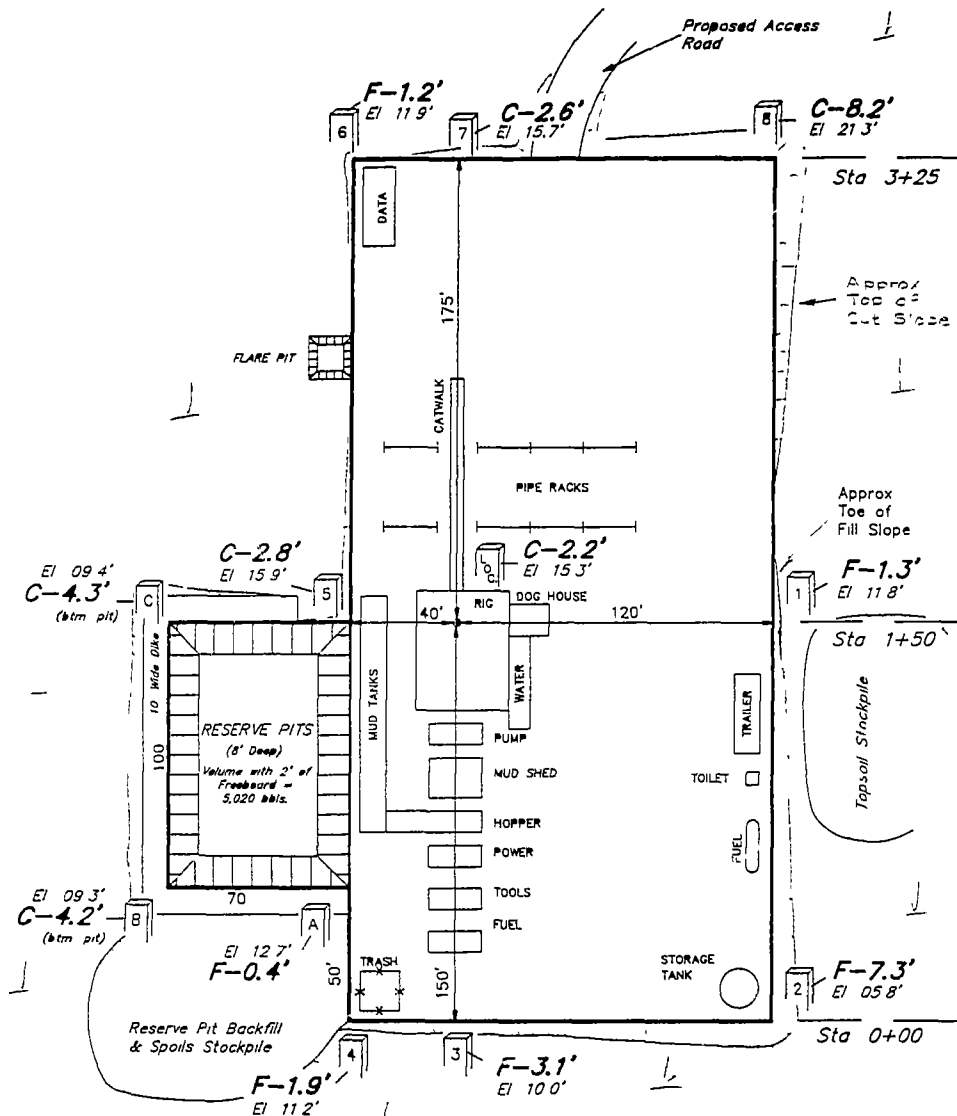 Proposed Access
Road
F-1.2'
El 11 9'
6
C-2.6'
El 15.7'
7
C-8.2'
El 21 3'
8
Sta 3+25
DATA
175'
Approx
Top of
Cut Slope
FLARE PIT
CATWALK
PIPE RACKS
Approx
Toe of
Fill Slope
C-2.8'
El 15 9'
5
C-2.2'
El 15 3'
LOC
El 09 4'
C-4.3'
(btm pit)
C
F-1.3'
El 11 8'
1
RIG
DOG HOUSE
40'
120'
Sta 1+50
10 Wide Dike
100
RESERVE PITS
(8' Deep)
Volume with 2' of
Freeboard =
5,020 bbls.
70
MUD TANKS
WATER
PUMP
MUD SHED
HOPPER
POWER
TOOLS
FUEL
TRAILER
TOILET
FUEL
Topsoil Stockpile
El 09 3'
C-4.2'
(btm pit)
B
A
El 12 7'
F-0.4'
50'
TRASH
150'
STORAGE
TANK
2
F-7.3'
El 05 8'
Sta 0+00
Reserve Pit Backfill
& Spoils Stockpile
4
F-1.9'
El 11 2'
3
F-3.1'
El 10 0'